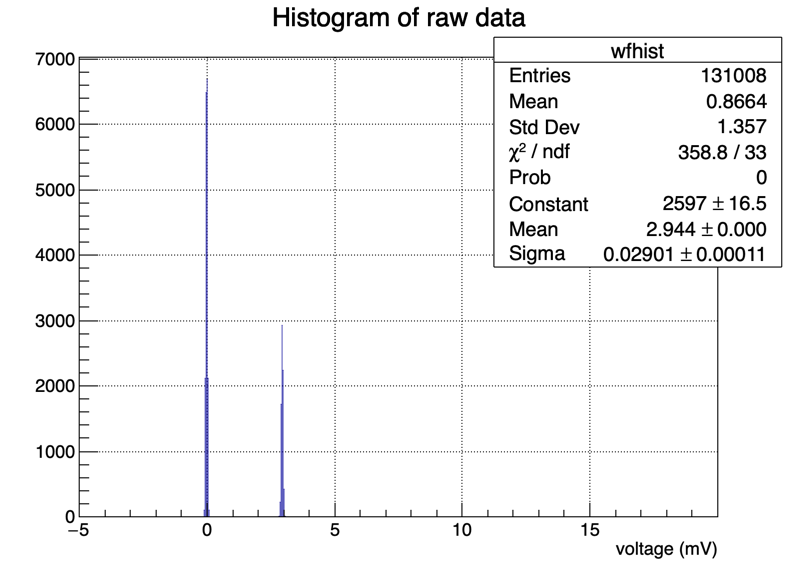 Histogram of raw data
wfhist
Entries 131008
Mean 0.8664
Std Dev 1.357
χ² / ndf 358.8 / 33
Prob 0
Constant 2597 ± 16.5
Mean 2.944 ± 0.000
Sigma 0.02901 ± 0.00011
7000
6000
5000
4000
3000
2000
1000
0
−5 0 5 10 15
voltage (mV)